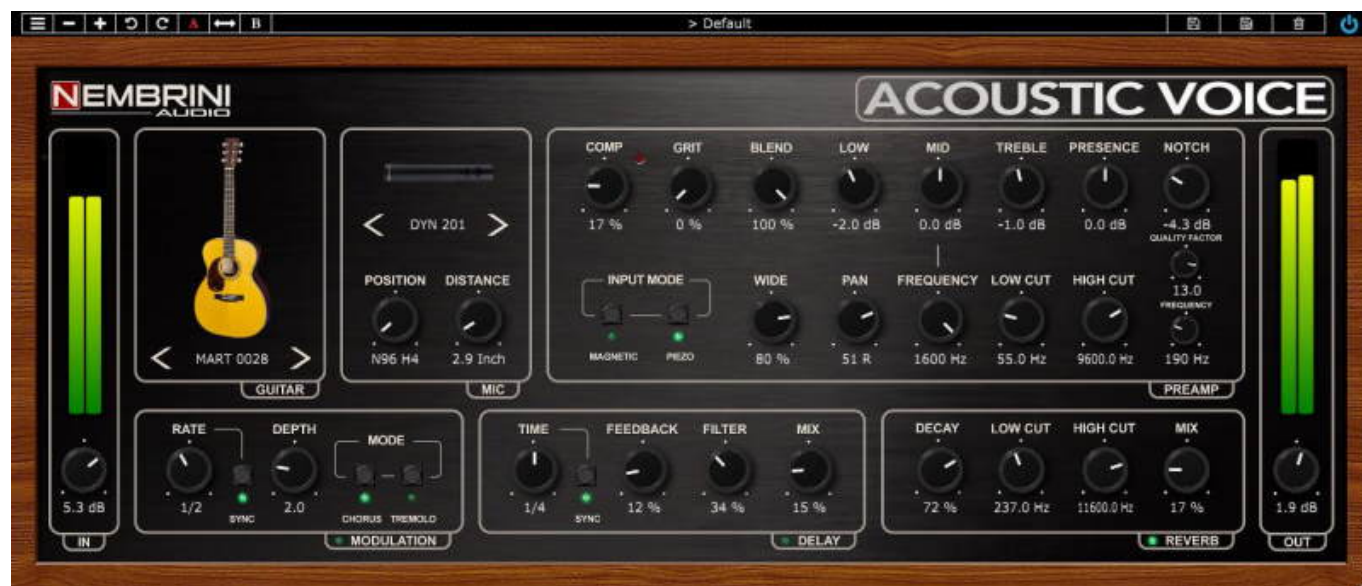 A
B
> Default
NEMBRINI
AUDIO
ACOUSTIC VOICE
COMP GRIT BLEND LOW MID TREBLE PRESENCE NOTCH
DYN 201
17 % 0 % 100 % -2.0 dB 0.0 dB -1.0 dB 0.0 dB -4.3 dB
QUALITY FACTOR
POSITION DISTANCE
INPUT MODE WIDE PAN FREQUENCY LOW CUT HIGH CUT
13.0
FREQUENCY
MART 0028
N96 H4 2.9 Inch
MAGNETIC PIEZO
80 % 51 R 1600 Hz 55.0 Hz 9600.0 Hz 190 Hz
GUITAR
MIC
PREAMP
RATE DEPTH MODE
TIME FEEDBACK FILTER MIX
DECAY LOW CUT HIGH CUT MIX
5.3 dB
1/2 SYNC 2.0 CHORUS TREMOLO
1/4 SYNC 12 % 34 % 15 %
72 % 237.0 Hz 11600.0 Hz 17 %
1.9 dB
IN
MODULATION
DELAY
REVERB
OUT